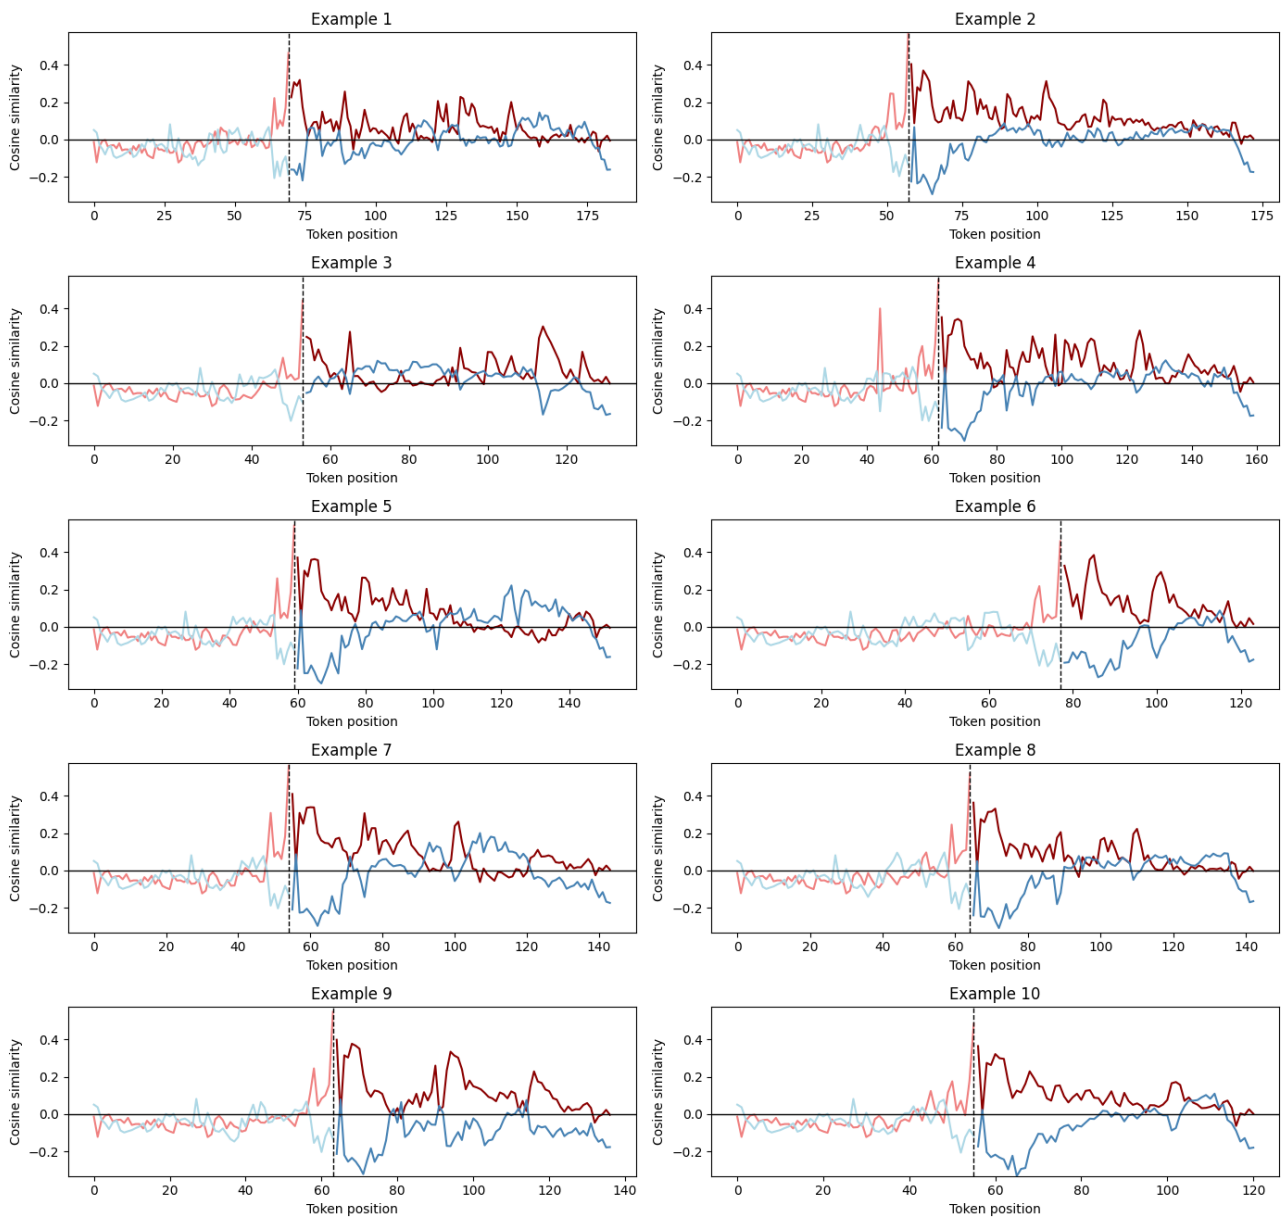 Example 1
Cosine similarity
0.4
0.2
0.0
−0.2
0 25 50 75 100 125 150 175
Token position
Example 2
Cosine similarity
0.4
0.2
0.0
−0.2
0 25 50 75 100 125 150 175
Token position
Example 3
Cosine similarity
0.4
0.2
0.0
−0.2
0 20 40 60 80 100 120
Token position
Example 4
Cosine similarity
0.4
0.2
0.0
−0.2
0 20 40 60 80 100 120 140 160
Token position
Example 5
Cosine similarity
0.4
0.2
0.0
−0.2
0 20 40 60 80 100 120 140
Token position
Example 6
Cosine similarity
0.4
0.2
0.0
−0.2
0 20 40 60 80 100 120
Token position
Example 7
Cosine similarity
0.4
0.2
0.0
−0.2
0 20 40 60 80 100 120 140
Token position
Example 8
Cosine similarity
0.4
0.2
0.0
−0.2
0 20 40 60 80 100 120 140
Token position
Example 9
Cosine similarity
0.4
0.2
0.0
−0.2
0 20 40 60 80 100 120 140
Token position
Example 10
Cosine similarity
0.4
0.2
0.0
−0.2
0 20 40 60 80 100 120
Token position